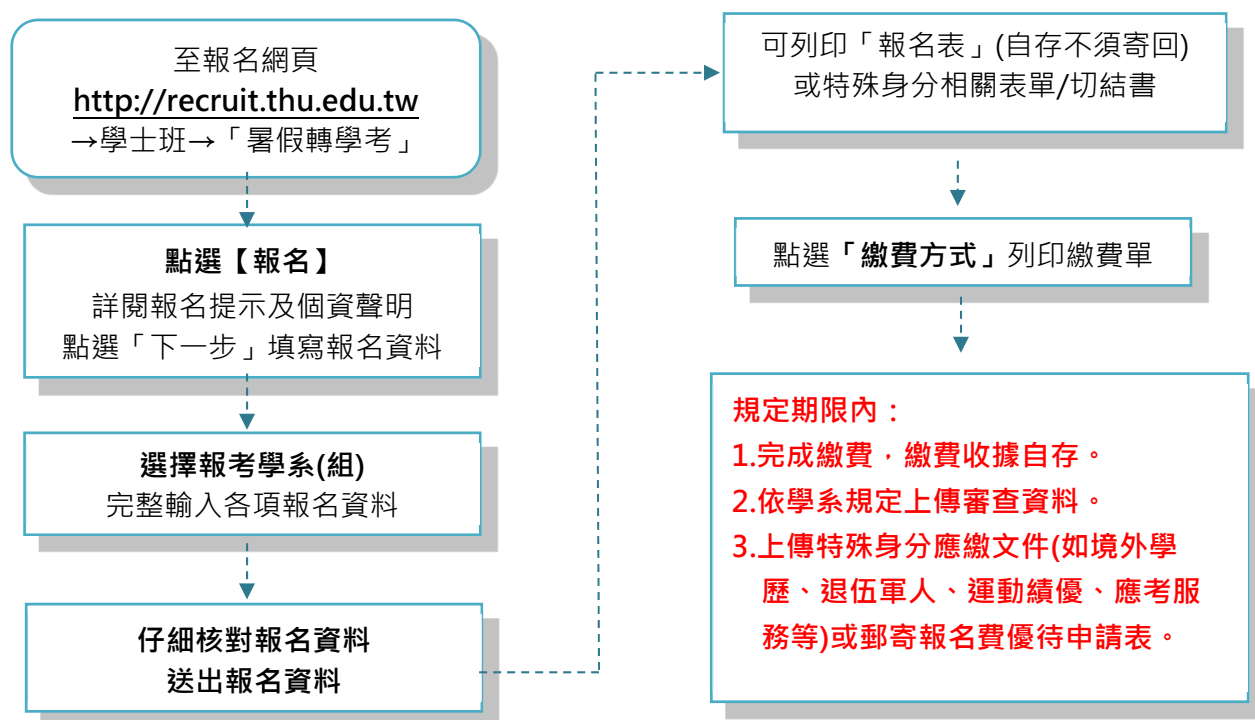 至報名網頁
http://recruit.thu.edu.tw
→學士班→「暑假轉學考」
點選【報名】
詳閱報名提示及個資聲明
點選「下一步」填寫報名資料
選擇報考學系(組)
完整輸入各項報名資料
仔細核對報名資料
送出報名資料
可列印「報名表」(自存不須寄回)
或特殊身分相關表單/切結書
點選「繳費方式」列印繳費單
規定期限內：
1.完成繳費，繳費收據自存。
2.依學系規定上傳審查資料。
3.上傳特殊身分應繳文件(如境外學
歷、退伍軍人、運動績優、應考服
務等)或郵寄報名費優待申請表。